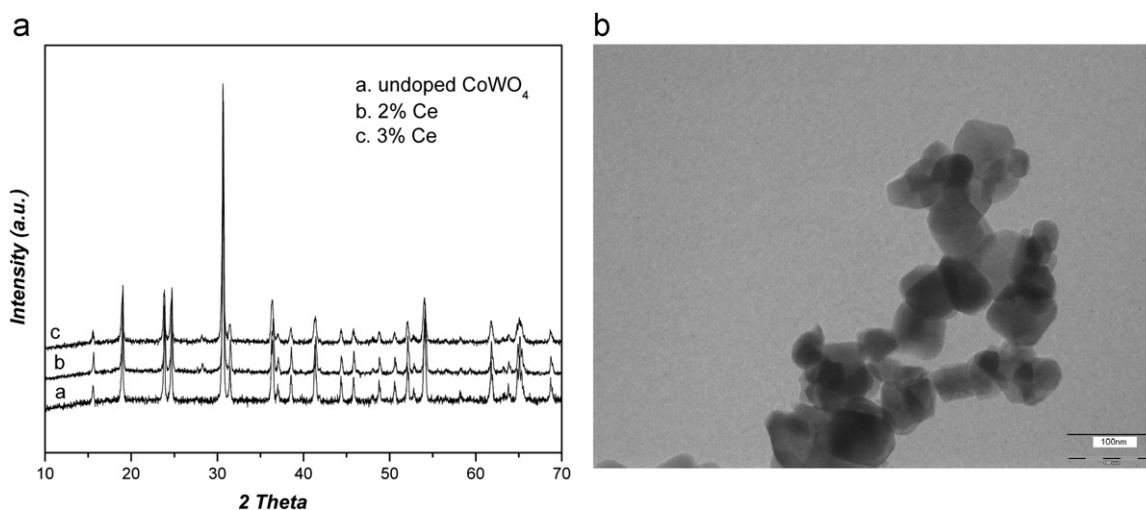 a
a. undoped CoWO₄
b. 2% Ce
c. 3% Ce
Intensity (a.u.)
c
b
a
10 20 30 40 50 60 70
2 Theta
b
100nm